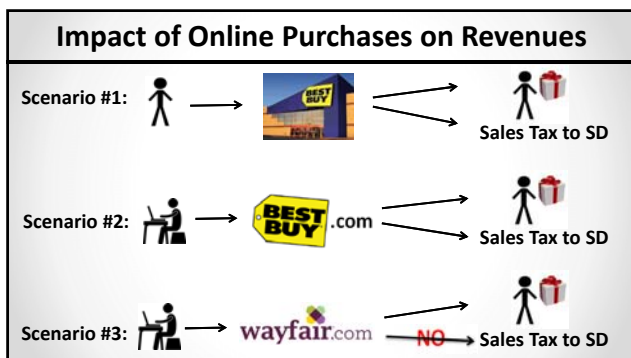 Impact of Online Purchases on Revenues
Scenario #1:
BEST
BUY
Sales Tax to SD
Scenario #2:
BEST
BUY
.com
Sales Tax to SD
Scenario #3:
wayfair.com
NO
Sales Tax to SD